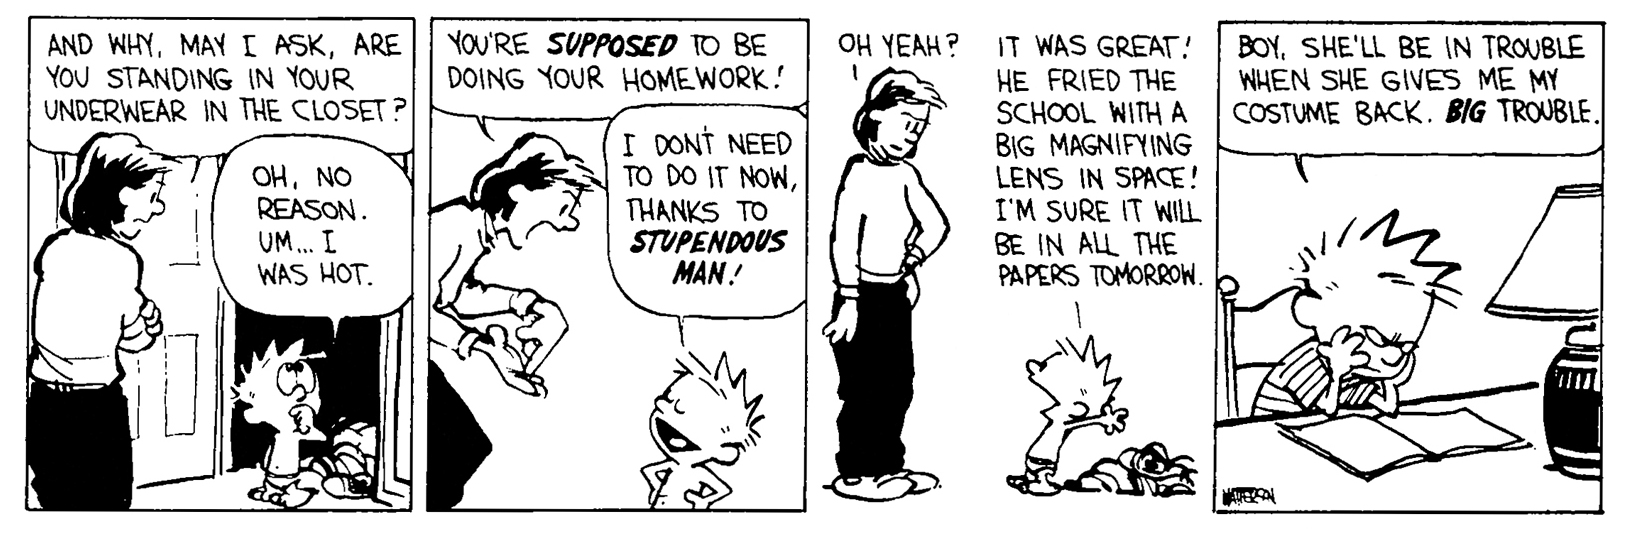 AND WHY, MAY I ASK, ARE
YOU STANDING IN YOUR
UNDERWEAR IN THE CLOSET?
OH, NO
REASON.
UM... I
WAS HOT.
YOU'RE SUPPOSED TO BE
DOING YOUR HOMEWORK!
I DON'T NEED
TO DO IT NOW,
THANKS TO
STUPENDOUS
MAN!
OH YEAH?
IT WAS GREAT!
HE FRIED THE
SCHOOL WITH A
BIG MAGNIFYING
LENS IN SPACE!
I'M SURE IT WILL
BE IN ALL THE
PAPERS TOMORROW.
BOY, SHE'LL BE IN TROUBLE
WHEN SHE GIVES ME MY
COSTUME BACK. BIG TROUBLE.
WATTERSON